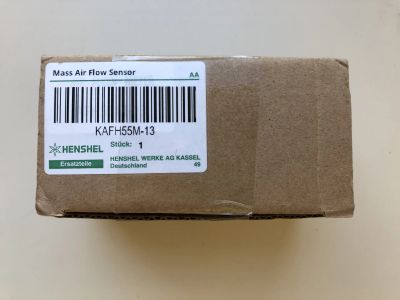 Mass Air Flow Sensor AA
KAFH55M-13
HENSHEL Stück: 1
Ersatzteile HENSHEL WERKE AG KASSEL
Deutschland 49